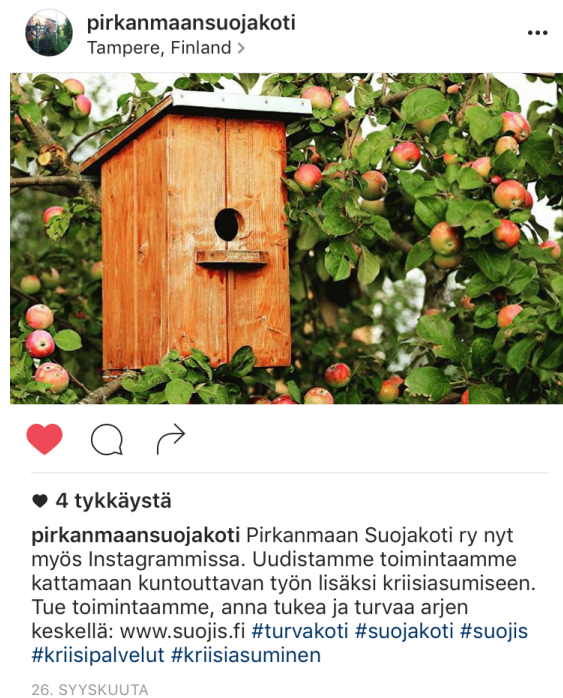 pirkanmaansuojakoti
Tampere, Finland >
4 tykkäystä
pirkanmaansuojakoti Pirkanmaan Suojakoti ry nyt
myös Instagrammissa. Uudistamme toimintaamme
kattamaan kuntouttavan työn lisäksi kriisiasumiseen.
Tue toimintaamme, anna tukea ja turvaa arjen
keskellä: www.suojis.fi #turvakoti #suojakoti #suojis
#kriisipalvelut #kriisiasuminen
26. SYYSKUUTA